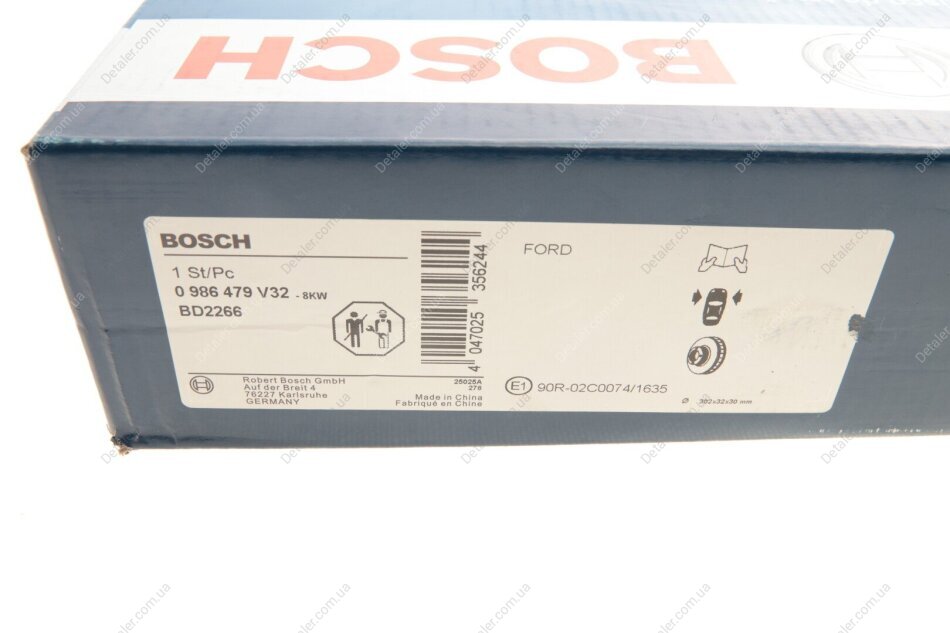 BOSCH
BOSCH
1 St/Pc
0 986 479 V32 - 8KW
BD2266
Robert Bosch GmbH
Auf der Breit 4
76227 Karlsruhe
GERMANY
25025A
276
Made in China
Fabriqué en Chine
4 047025 356244
FORD
E1 90R-02C0074/1635
Ø 302x32x30 mm
Detaler.com.ua